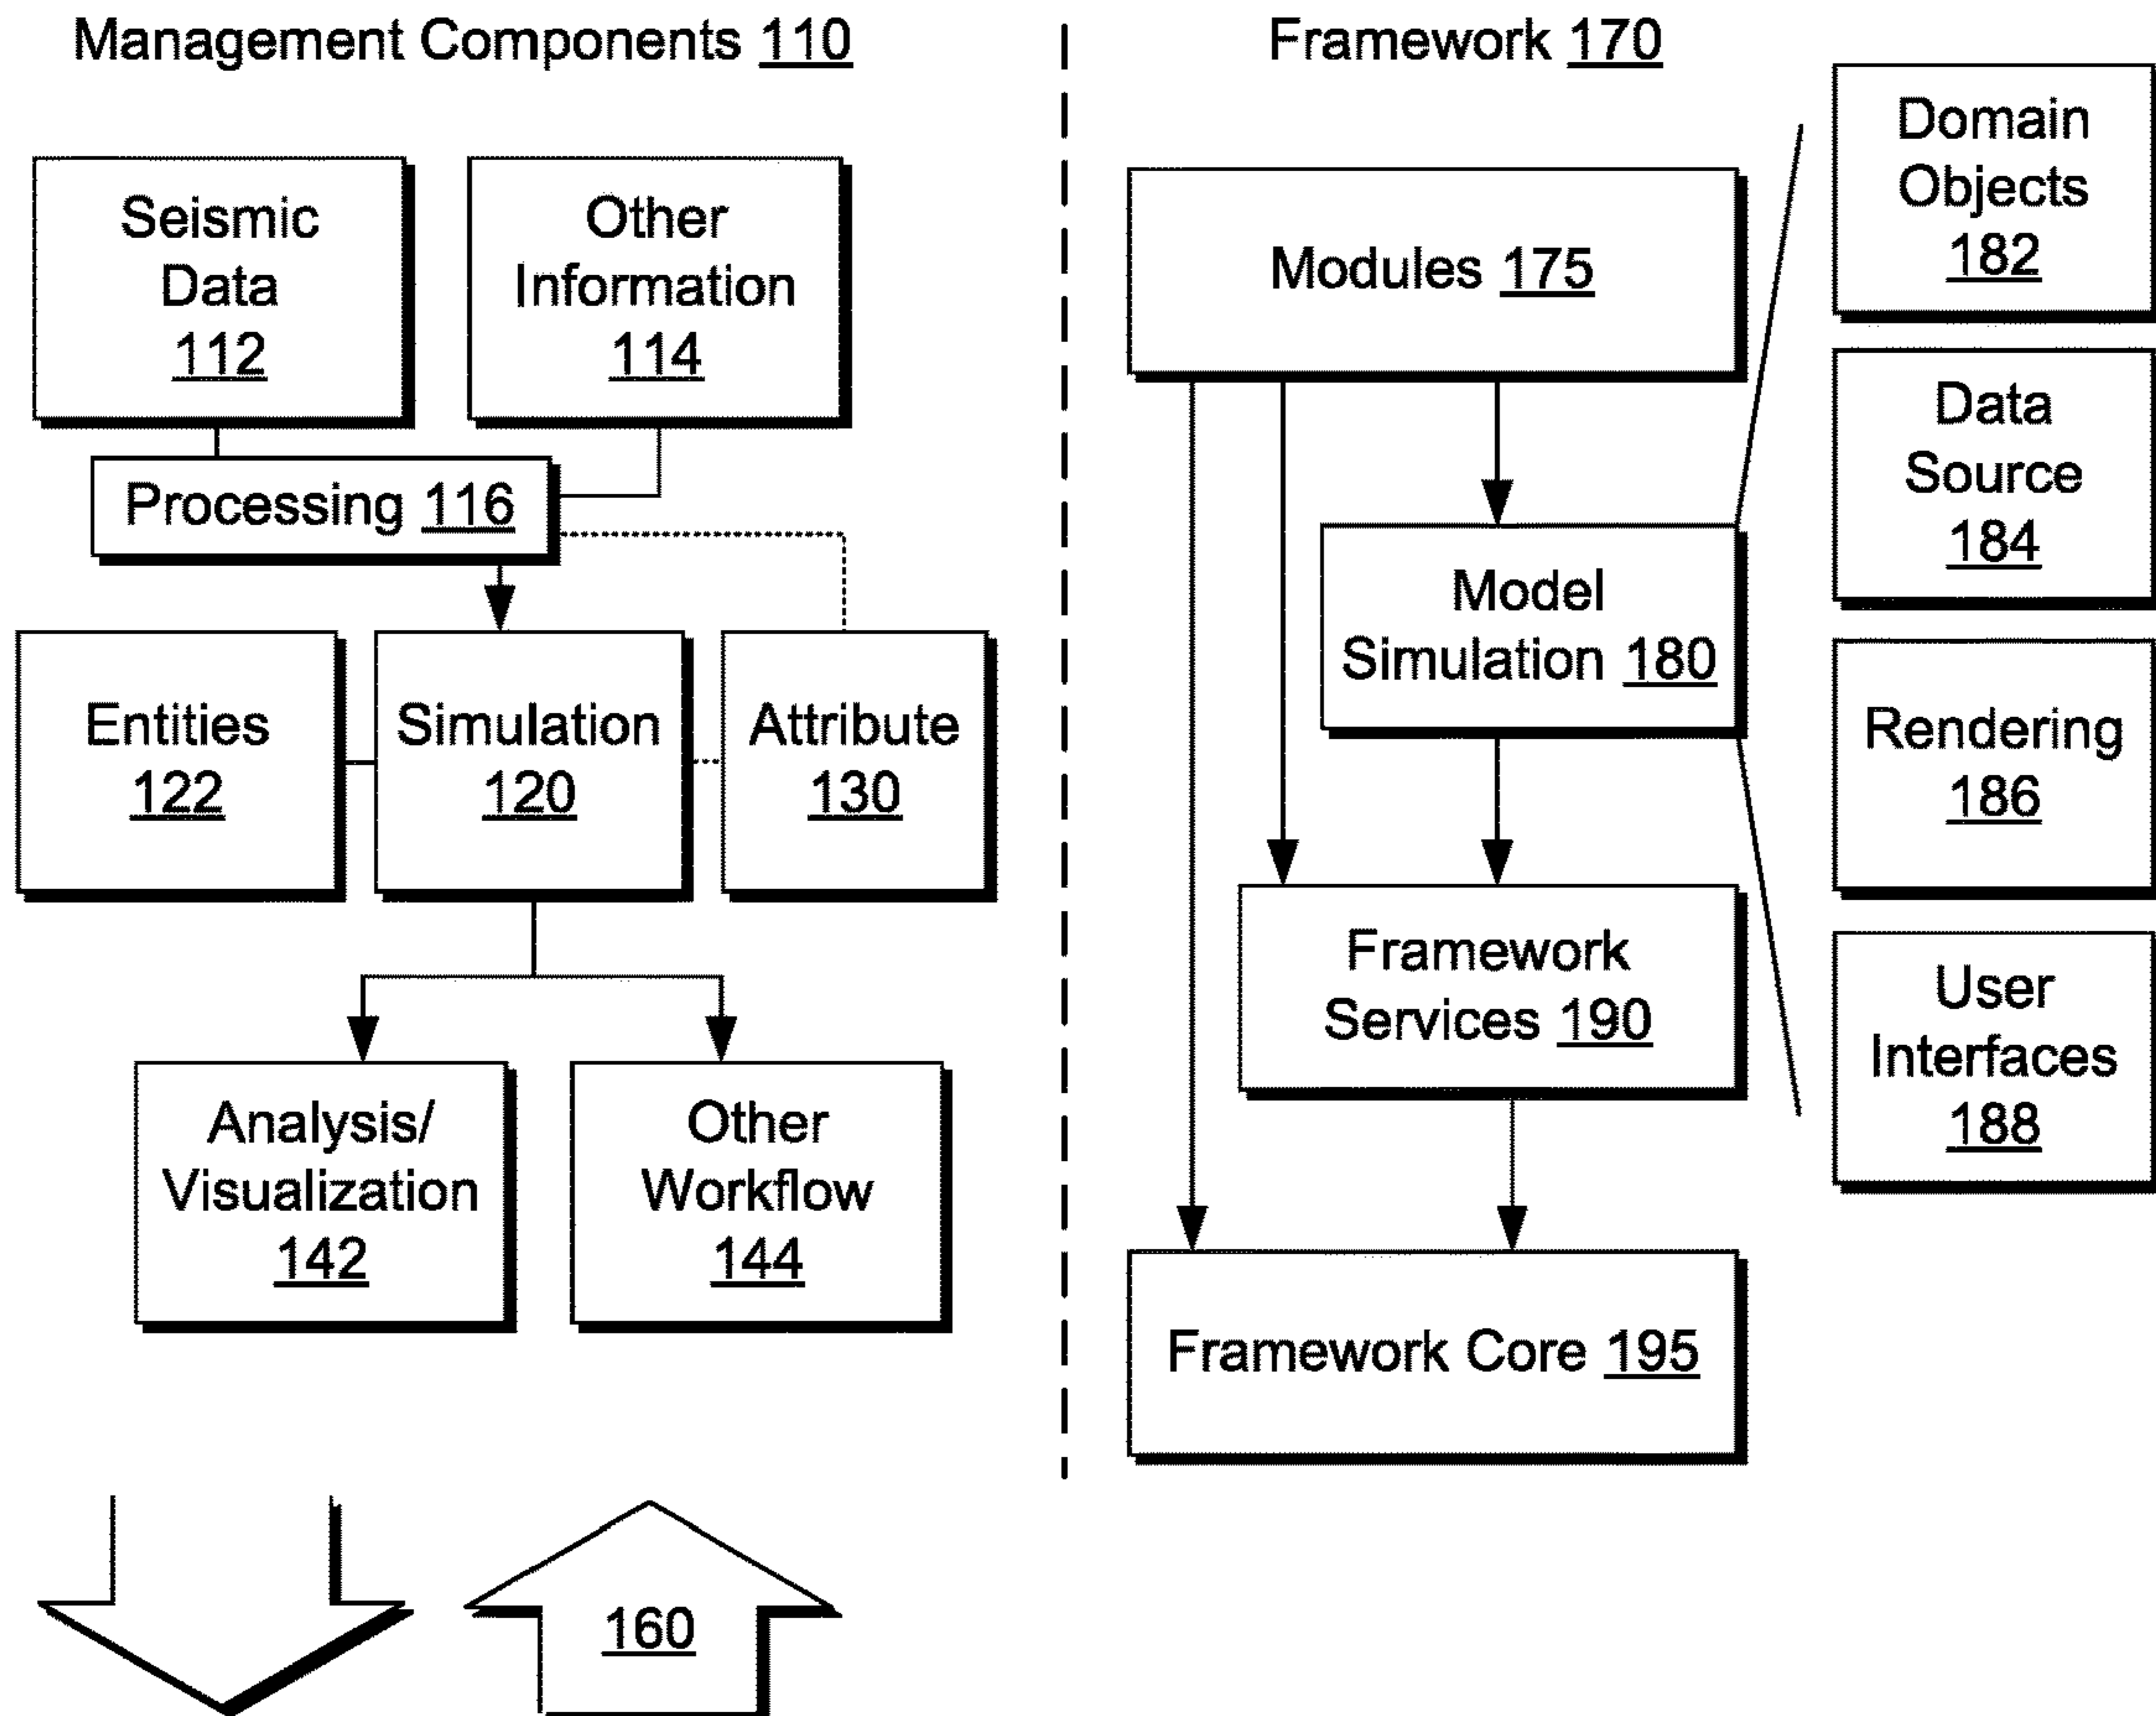 Management Components 110
Seismic
Data
112
Other
Information
114
Processing 116
Entities
122
Simulation
120
Attribute
130
Analysis/
Visualization
142
Other
Workflow
144
160
Framework 170
Modules 175
Model
Simulation 180
Framework
Services 190
Framework Core 195
Domain
Objects
182
Data
Source
184
Rendering
186
User
Interfaces
188